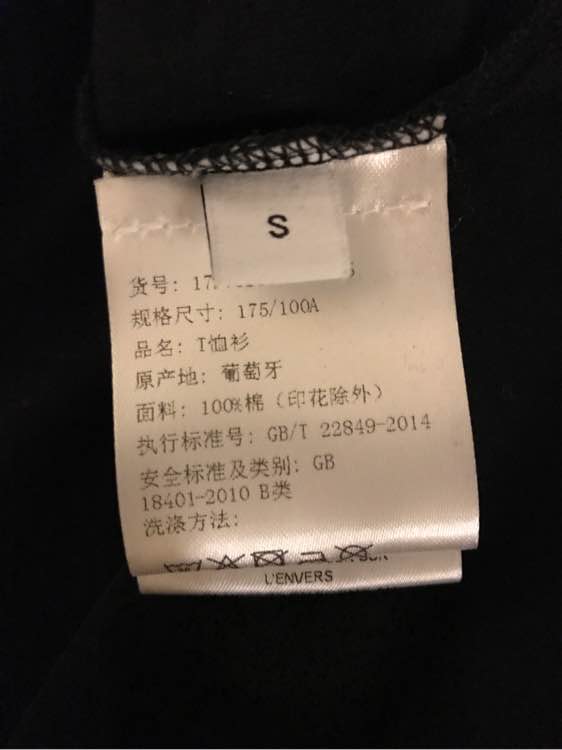 S
货号:
规格尺寸: 175/100A
品名: T恤衫
原产地: 葡萄牙
面料: 100%棉（印花除外）
执行标准号: GB/T 22849-2014
安全标准及类别: GB
18401-2010 B类
洗涤方法:
L'ENVERS